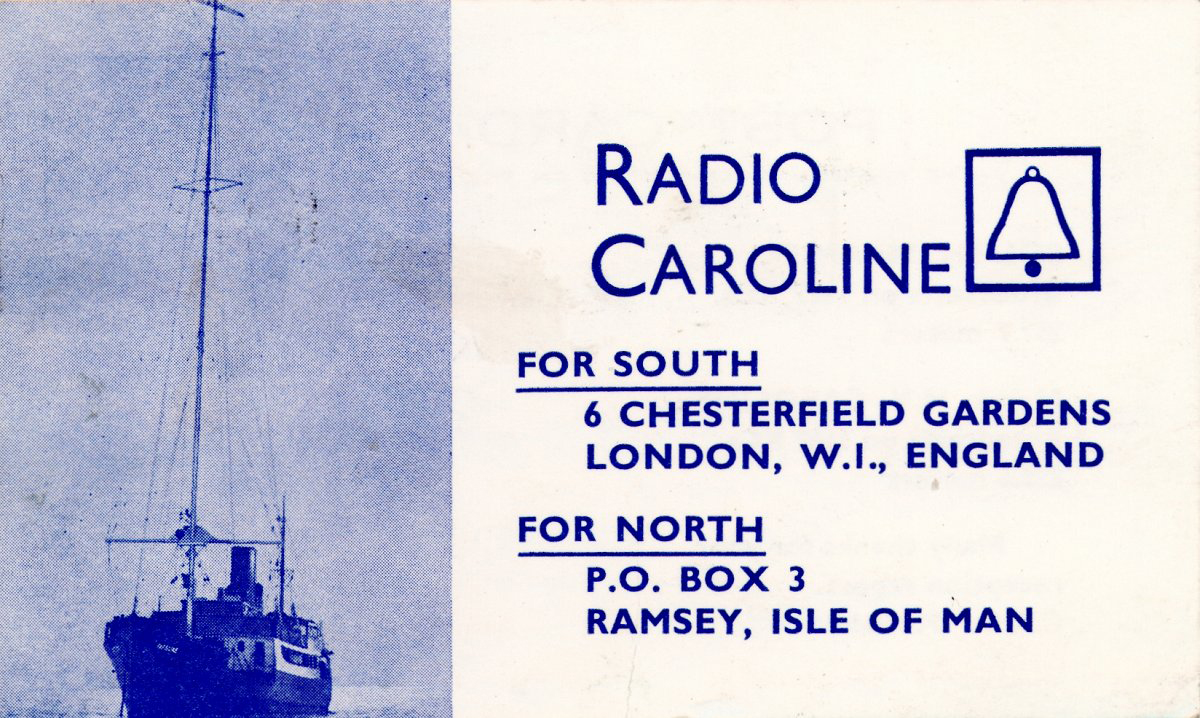 RADIO
CAROLINE
FOR SOUTH
6 CHESTERFIELD GARDENS
LONDON, W.I., ENGLAND
FOR NORTH
P.O. BOX 3
RAMSEY, ISLE OF MAN